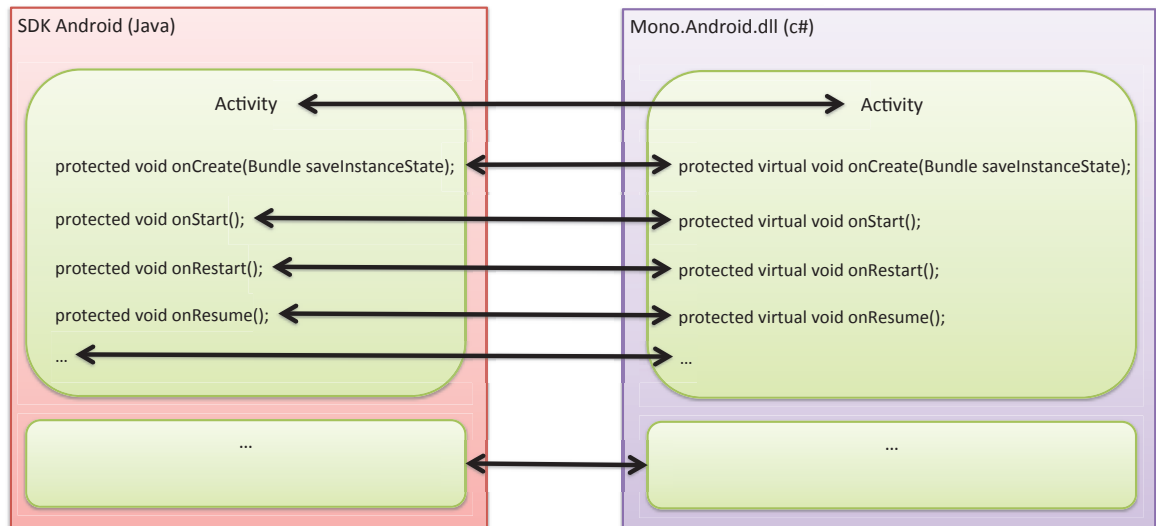 SDK Android (Java)
Activity
protected void onCreate(Bundle saveInstanceState);
protected void onStart();
protected void onRestart();
protected void onResume();
...
...
Mono.Android.dll (c#)
Activity
protected virtual void onCreate(Bundle saveInstanceState);
protected virtual void onStart();
protected virtual void onRestart();
protected virtual void onResume();
...
...